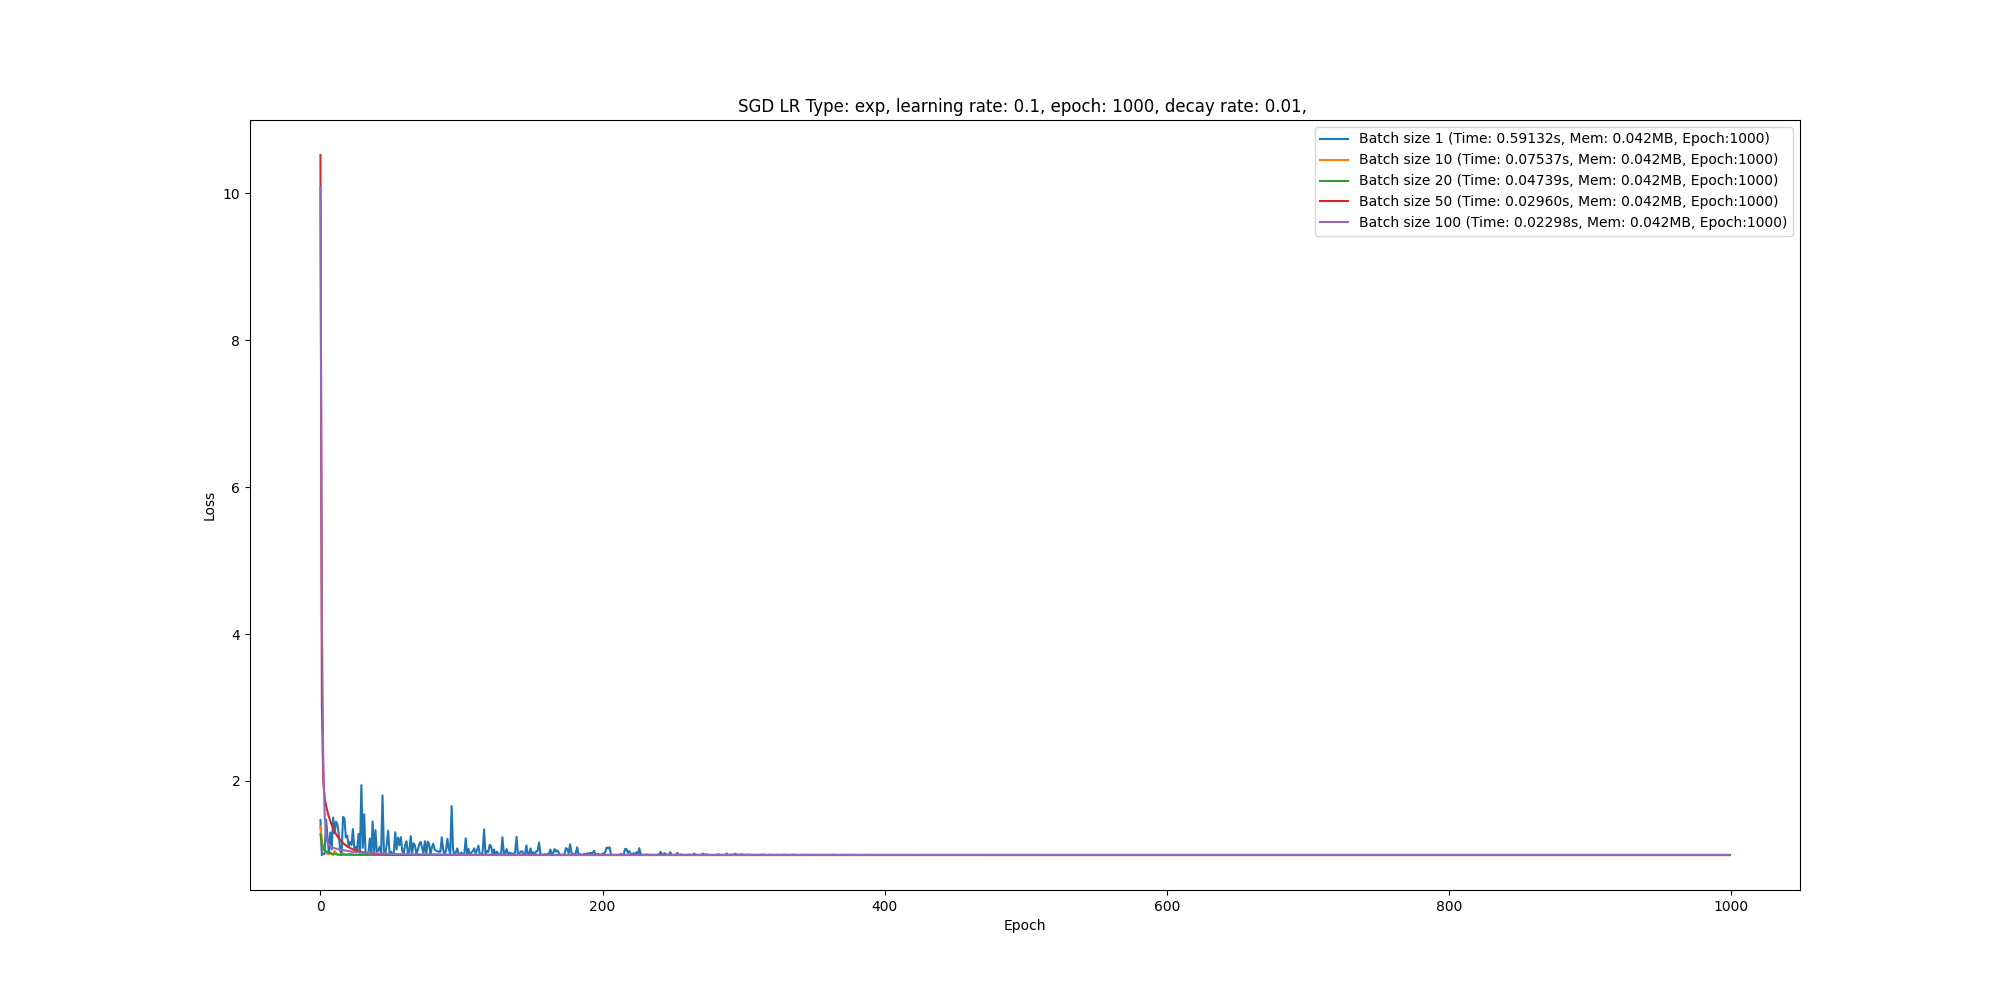 SGD LR Type: exp, learning rate: 0.1, epoch: 1000, decay rate: 0.01,
Batch size 1 (Time: 0.59132s, Mem: 0.042MB, Epoch:1000)
Batch size 10 (Time: 0.07537s, Mem: 0.042MB, Epoch:1000)
Batch size 20 (Time: 0.04739s, Mem: 0.042MB, Epoch:1000)
Batch size 50 (Time: 0.02960s, Mem: 0.042MB, Epoch:1000)
Batch size 100 (Time: 0.02298s, Mem: 0.042MB, Epoch:1000)
10
8
6
4
2
Loss
0 200 400 600 800 1000
Epoch